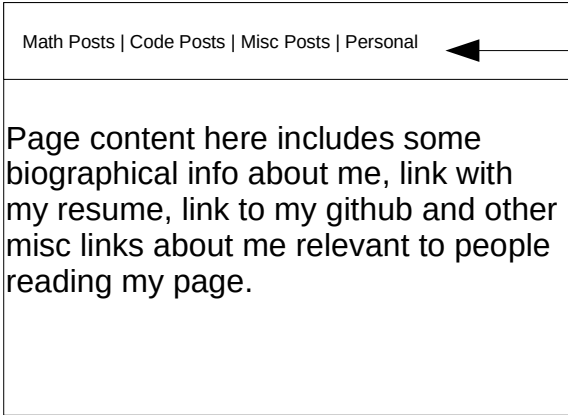 Math Posts | Code Posts | Misc Posts | Personal
Page content here includes some
biographical info about me, link with
my resume, link to my github and other
misc links about me relevant to people
reading my page.